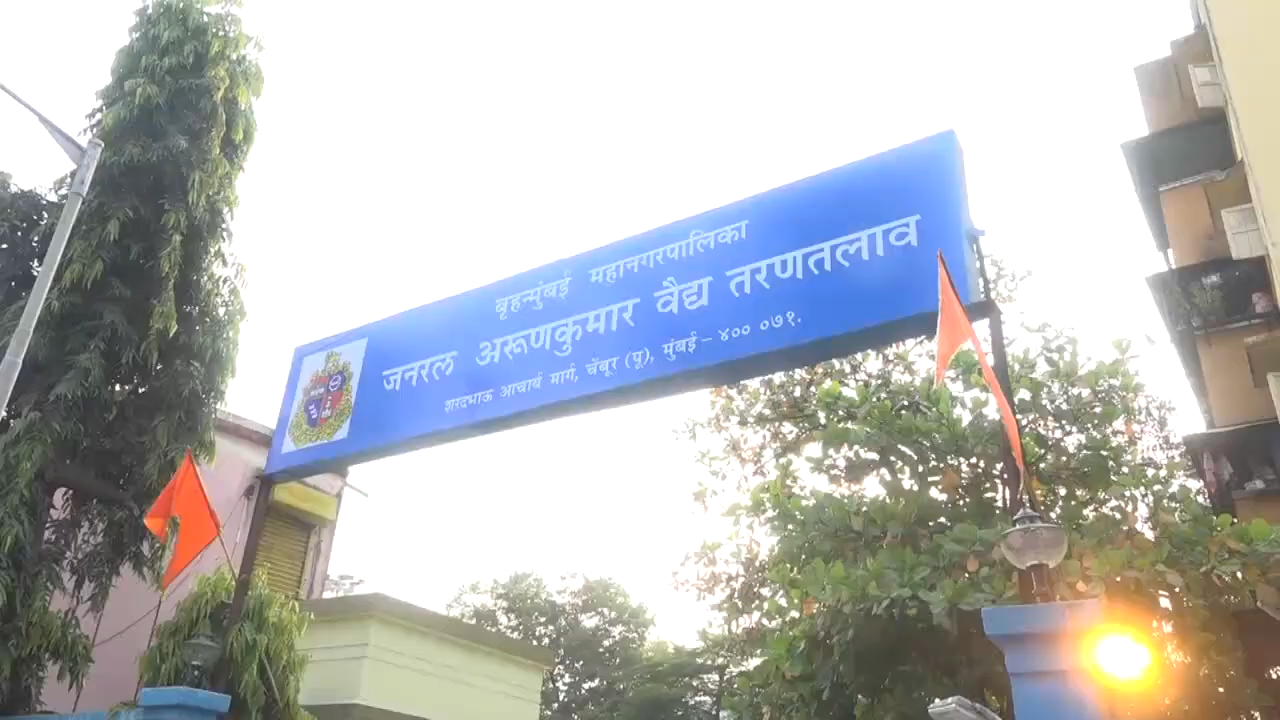 बृहन्मुंबई महानगरपालिका
जनरल अरूणकुमार वैद्य तरणतलाव
शरदभाऊ आचार्य मार्ग, चेंबूर (पू), मुंबई – ४०० ०७१.